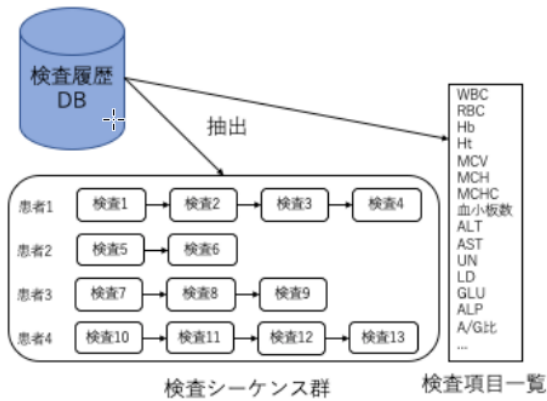 検査履歴
DB
抽出
患者1 検査1 検査2 検査3 検査4
患者2 検査5 検査6
患者3 検査7 検査8 検査9
患者4 検査10 検査11 検査12 検査13
検査シーケンス群
WBC
RBC
Hb
Ht
MCV
MCH
MCHC
血小板数
ALT
AST
UN
LD
GLU
ALP
A/G比
...
検査項目一覧